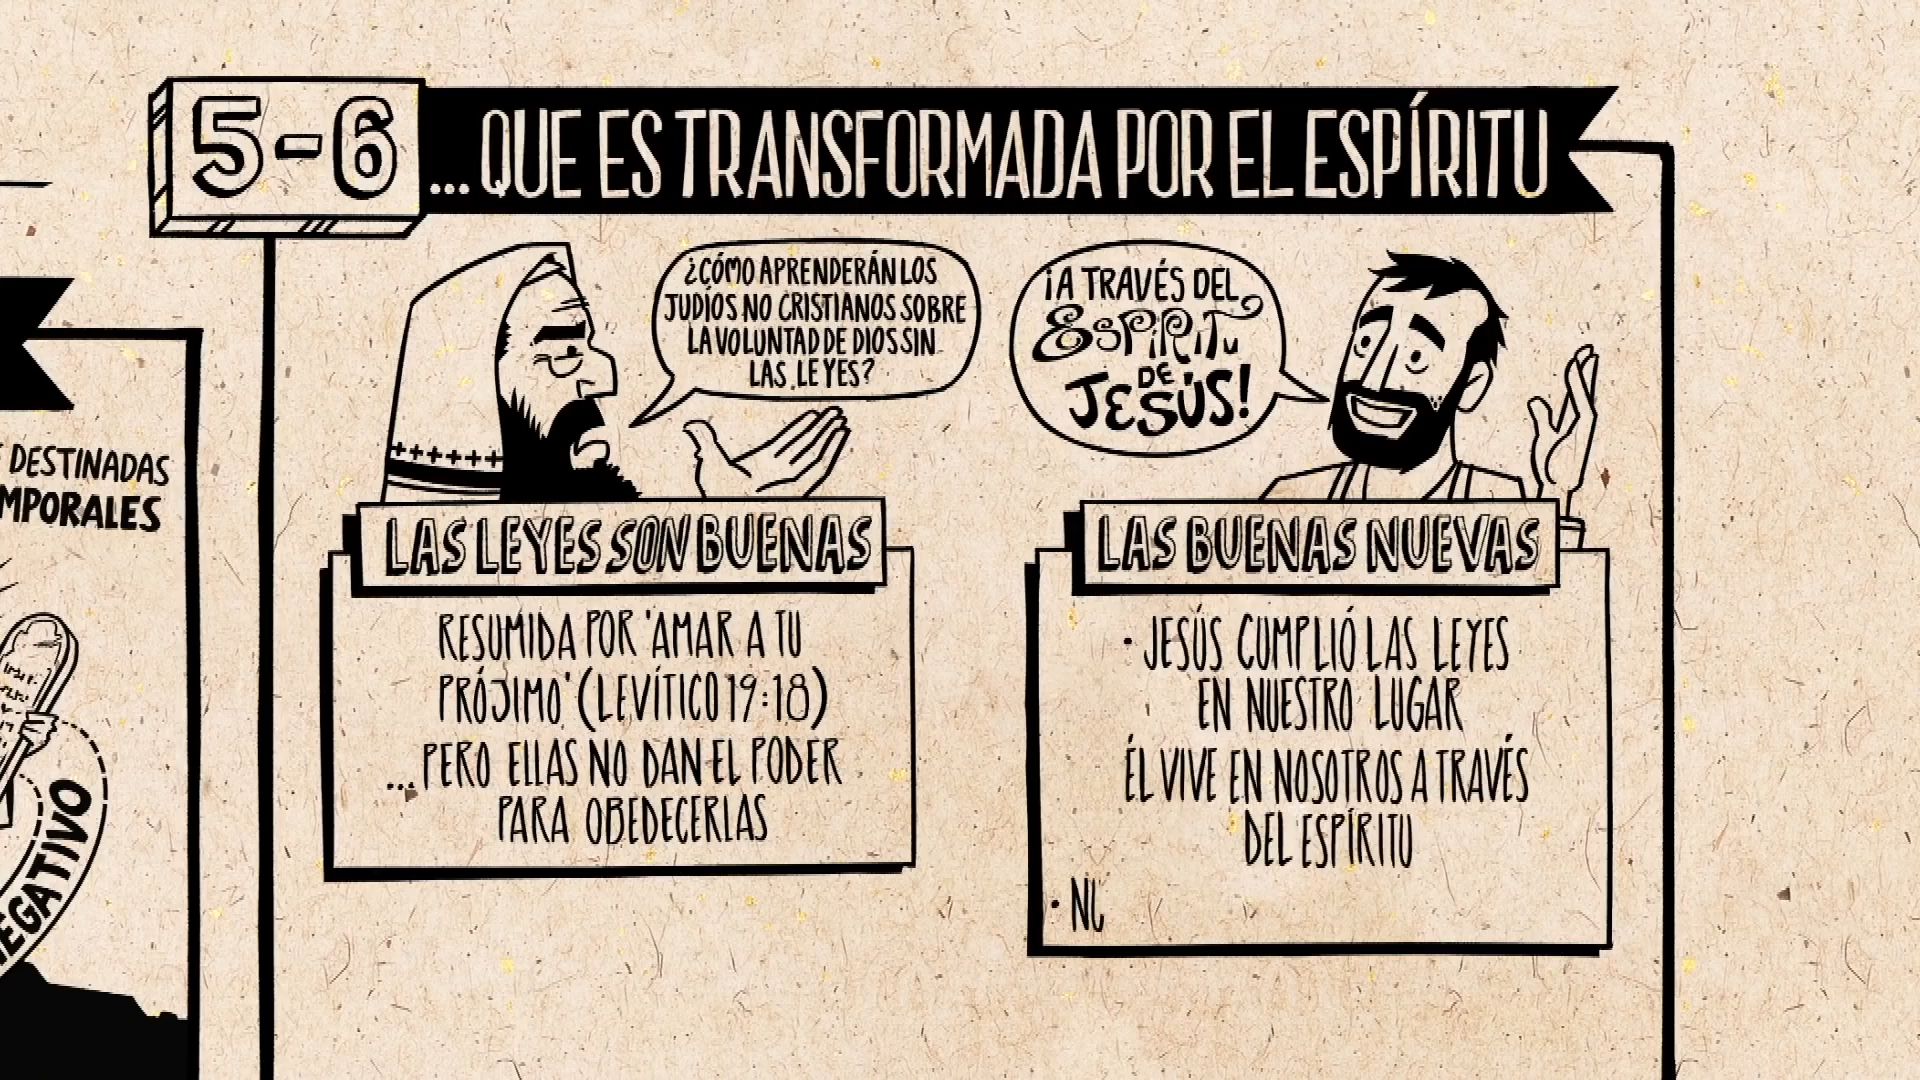 5-6
...QUE ES TRANSFORMADA POR EL ESPÍRITU
¿CÓMO APRENDERÁN LOS
JUDÍOS NO CRISTIANOS SOBRE
LA VOLUNTAD DE DIOS SIN
LAS LEYES?
¡A TRAVÉS DEL
ESPIRITU
DE
JESÚS!
DESTINADAS
MPORALES
EGATIVO
LAS LEYES SON BUENAS
RESUMIDA POR 'AMAR A TU
PRÓJIMO' (LEVÍTICO 19:18)
...PERO ELLAS NO DAN EL PODER
PARA OBEDECERLAS
LAS BUENAS NUEVAS
• JESÚS CUMPLIÓ LAS LEYES
EN NUESTRO LUGAR
ÉL VIVE EN NOSOTROS A TRAVÉS
DEL ESPÍRITU
• NU